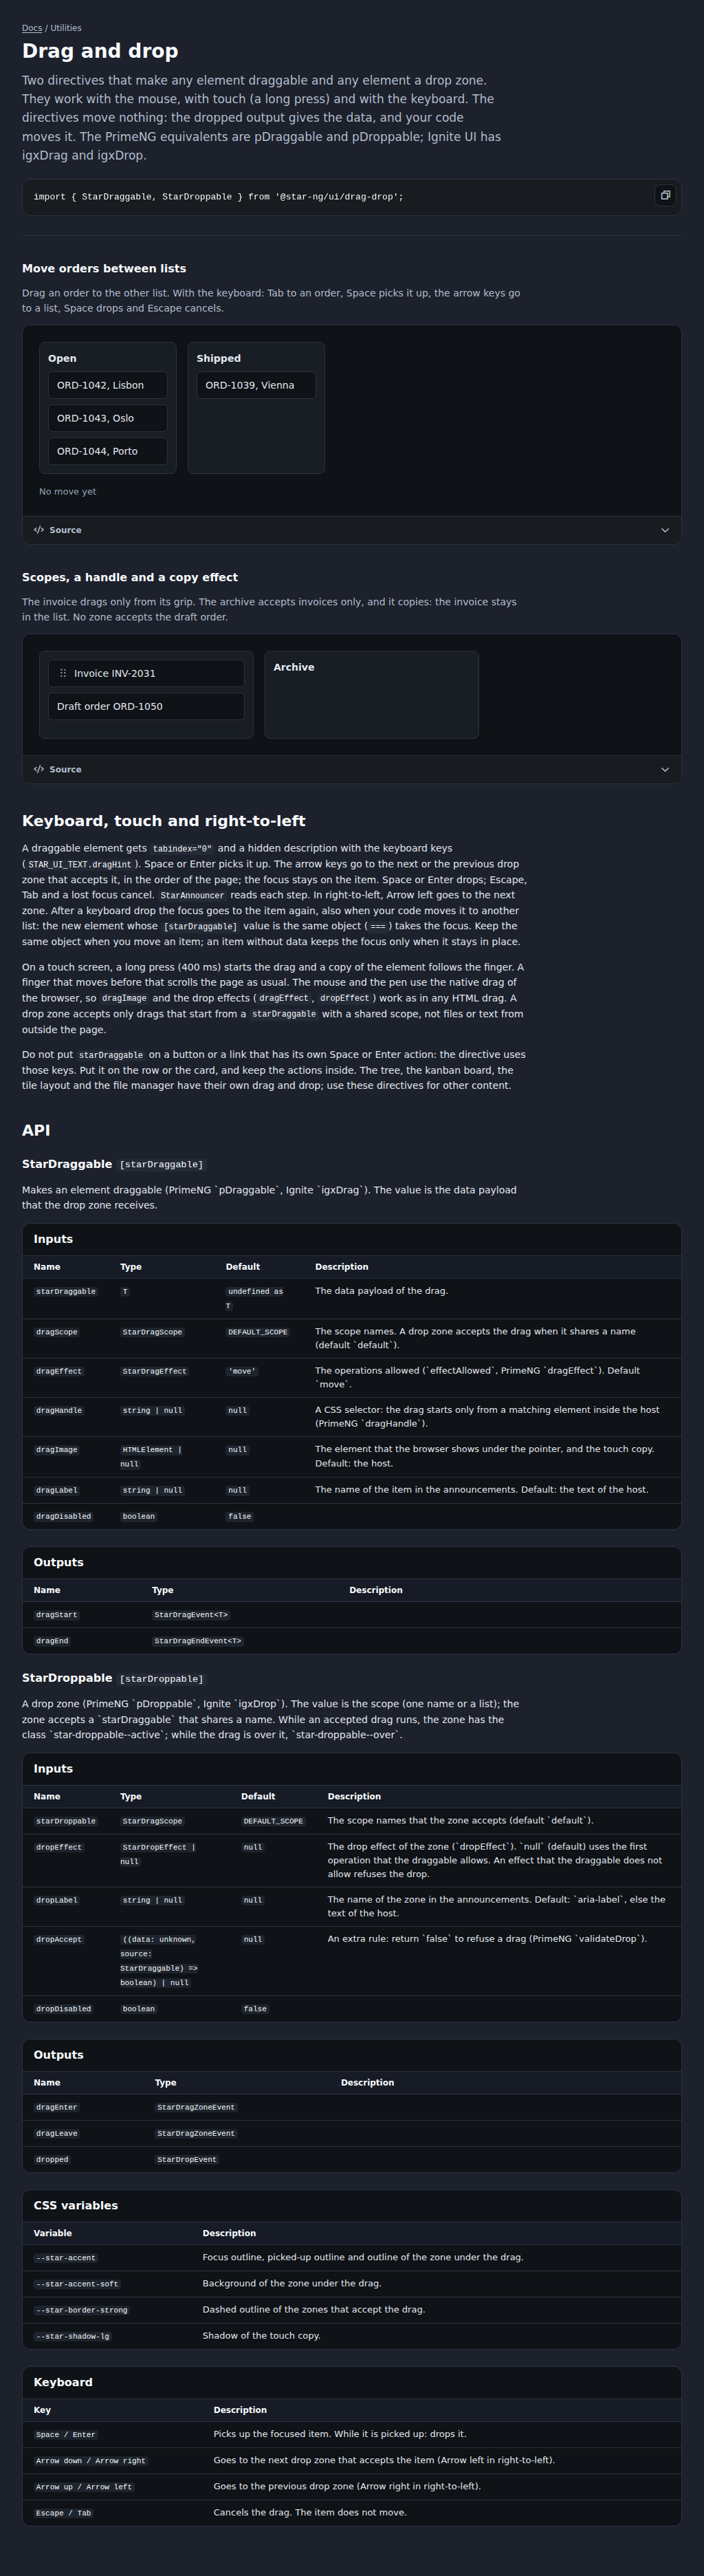 Docs / Utilities
Drag and drop
Two directives that make any element draggable and any element a drop zone.
They work with the mouse, with touch (a long press) and with the keyboard. The
directives move nothing: the dropped output gives the data, and your code
moves it. The PrimeNG equivalents are pDraggable and pDroppable; Ignite UI has
igxDrag and igxDrop.
import { StarDraggable, StarDroppable } from '@star-ng/ui/drag-drop';
Move orders between lists
Drag an order to the other list. With the keyboard: Tab to an order, Space picks it up, the arrow keys go
to a list, Space drops and Escape cancels.
Open
ORD-1042, Lisbon
ORD-1043, Oslo
ORD-1044, Porto
Shipped
ORD-1039, Vienna
No move yet
Source
Scopes, a handle and a copy effect
The invoice drags only from its grip. The archive accepts invoices only, and it copies: the invoice stays
in the list. No zone accepts the draft order.
Invoice INV-2031
Draft order ORD-1050
Archive
Source
Keyboard, touch and right-to-left
A draggable element gets tabindex="0" and a hidden description with the keyboard keys
(STAR_UI_TEXT.dragHint). Space or Enter picks it up. The arrow keys go to the next or the previous drop
zone that accepts it, in the order of the page; the focus stays on the item. Space or Enter drops; Escape,
Tab and a lost focus cancel. StarAnnouncer reads each step. In right-to-left, Arrow left goes to the next
zone. After a keyboard drop the focus goes to the item again, also when your code moves it to another
list: the new element whose [starDraggable] value is the same object (===) takes the focus. Keep the
same object when you move an item; an item without data keeps the focus only when it stays in place.
On a touch screen, a long press (400 ms) starts the drag and a copy of the element follows the finger. A
finger that moves before that scrolls the page as usual. The mouse and the pen use the native drag of
the browser, so dragImage and the drop effects (dragEffect, dropEffect) work as in any HTML drag. A
drop zone accepts only drags that start from a starDraggable with a shared scope, not files or text from
outside the page.
Do not put starDraggable on a button or a link that has its own Space or Enter action: the directive uses
those keys. Put it on the row or the card, and keep the actions inside. The tree, the kanban board, the
tile layout and the file manager have their own drag and drop; use these directives for other content.
API
StarDraggable [starDraggable]
Makes an element draggable (PrimeNG `pDraggable`, Ignite `igxDrag`). The value is the data payload
that the drop zone receives.
Inputs
Name Type Default Description
starDraggable T undefined as T The data payload of the drag.
dragScope StarDragScope DEFAULT_SCOPE The scope names. A drop zone accepts the drag when it shares a name
(default `default`).
dragEffect StarDragEffect 'move' The operations allowed (`effectAllowed`, PrimeNG `dragEffect`). Default
`move`.
dragHandle string | null null A CSS selector: the drag starts only from a matching element inside the host
(PrimeNG `dragHandle`).
dragImage HTMLElement | null null The element that the browser shows under the pointer, and the touch copy.
Default: the host.
dragLabel string | null null The name of the item in the announcements. Default: the text of the host.
dragDisabled boolean false
Outputs
Name Type Description
dragStart StarDragEvent<T>
dragEnd StarDragEndEvent<T>
StarDroppable [starDroppable]
A drop zone (PrimeNG `pDroppable`, Ignite `igxDrop`). The value is the scope (one name or a list); the
zone accepts a `starDraggable` that shares a name. While an accepted drag runs, the zone has the
class `star-droppable--active`; while the drag is over it, `star-droppable--over`.
Inputs
Name Type Default Description
starDroppable StarDragScope DEFAULT_SCOPE The scope names that the zone accepts (default `default`).
dropEffect StarDropEffect | null null The drop effect of the zone (`dropEffect`). `null` (default) uses the first
operation that the draggable allows. An effect that the draggable does not
allow refuses the drop.
dropLabel string | null null The name of the zone in the announcements. Default: `aria-label`, else the
text of the host.
dropAccept ((data: unknown, source: StarDraggable) => boolean) | null null An extra rule: return `false` to refuse a drag (PrimeNG `validateDrop`).
dropDisabled boolean false
Outputs
Name Type Description
dragEnter StarDragZoneEvent
dragLeave StarDragZoneEvent
dropped StarDropEvent
CSS variables
Variable Description
--star-accent Focus outline, picked-up outline and outline of the zone under the drag.
--star-accent-soft Background of the zone under the drag.
--star-border-strong Dashed outline of the zones that accept the drag.
--star-shadow-lg Shadow of the touch copy.
Keyboard
Key Description
Space / Enter Picks up the focused item. While it is picked up: drops it.
Arrow down / Arrow right Goes to the next drop zone that accepts the item (Arrow left in right-to-left).
Arrow up / Arrow left Goes to the previous drop zone (Arrow right in right-to-left).
Escape / Tab Cancels the drag. The item does not move.